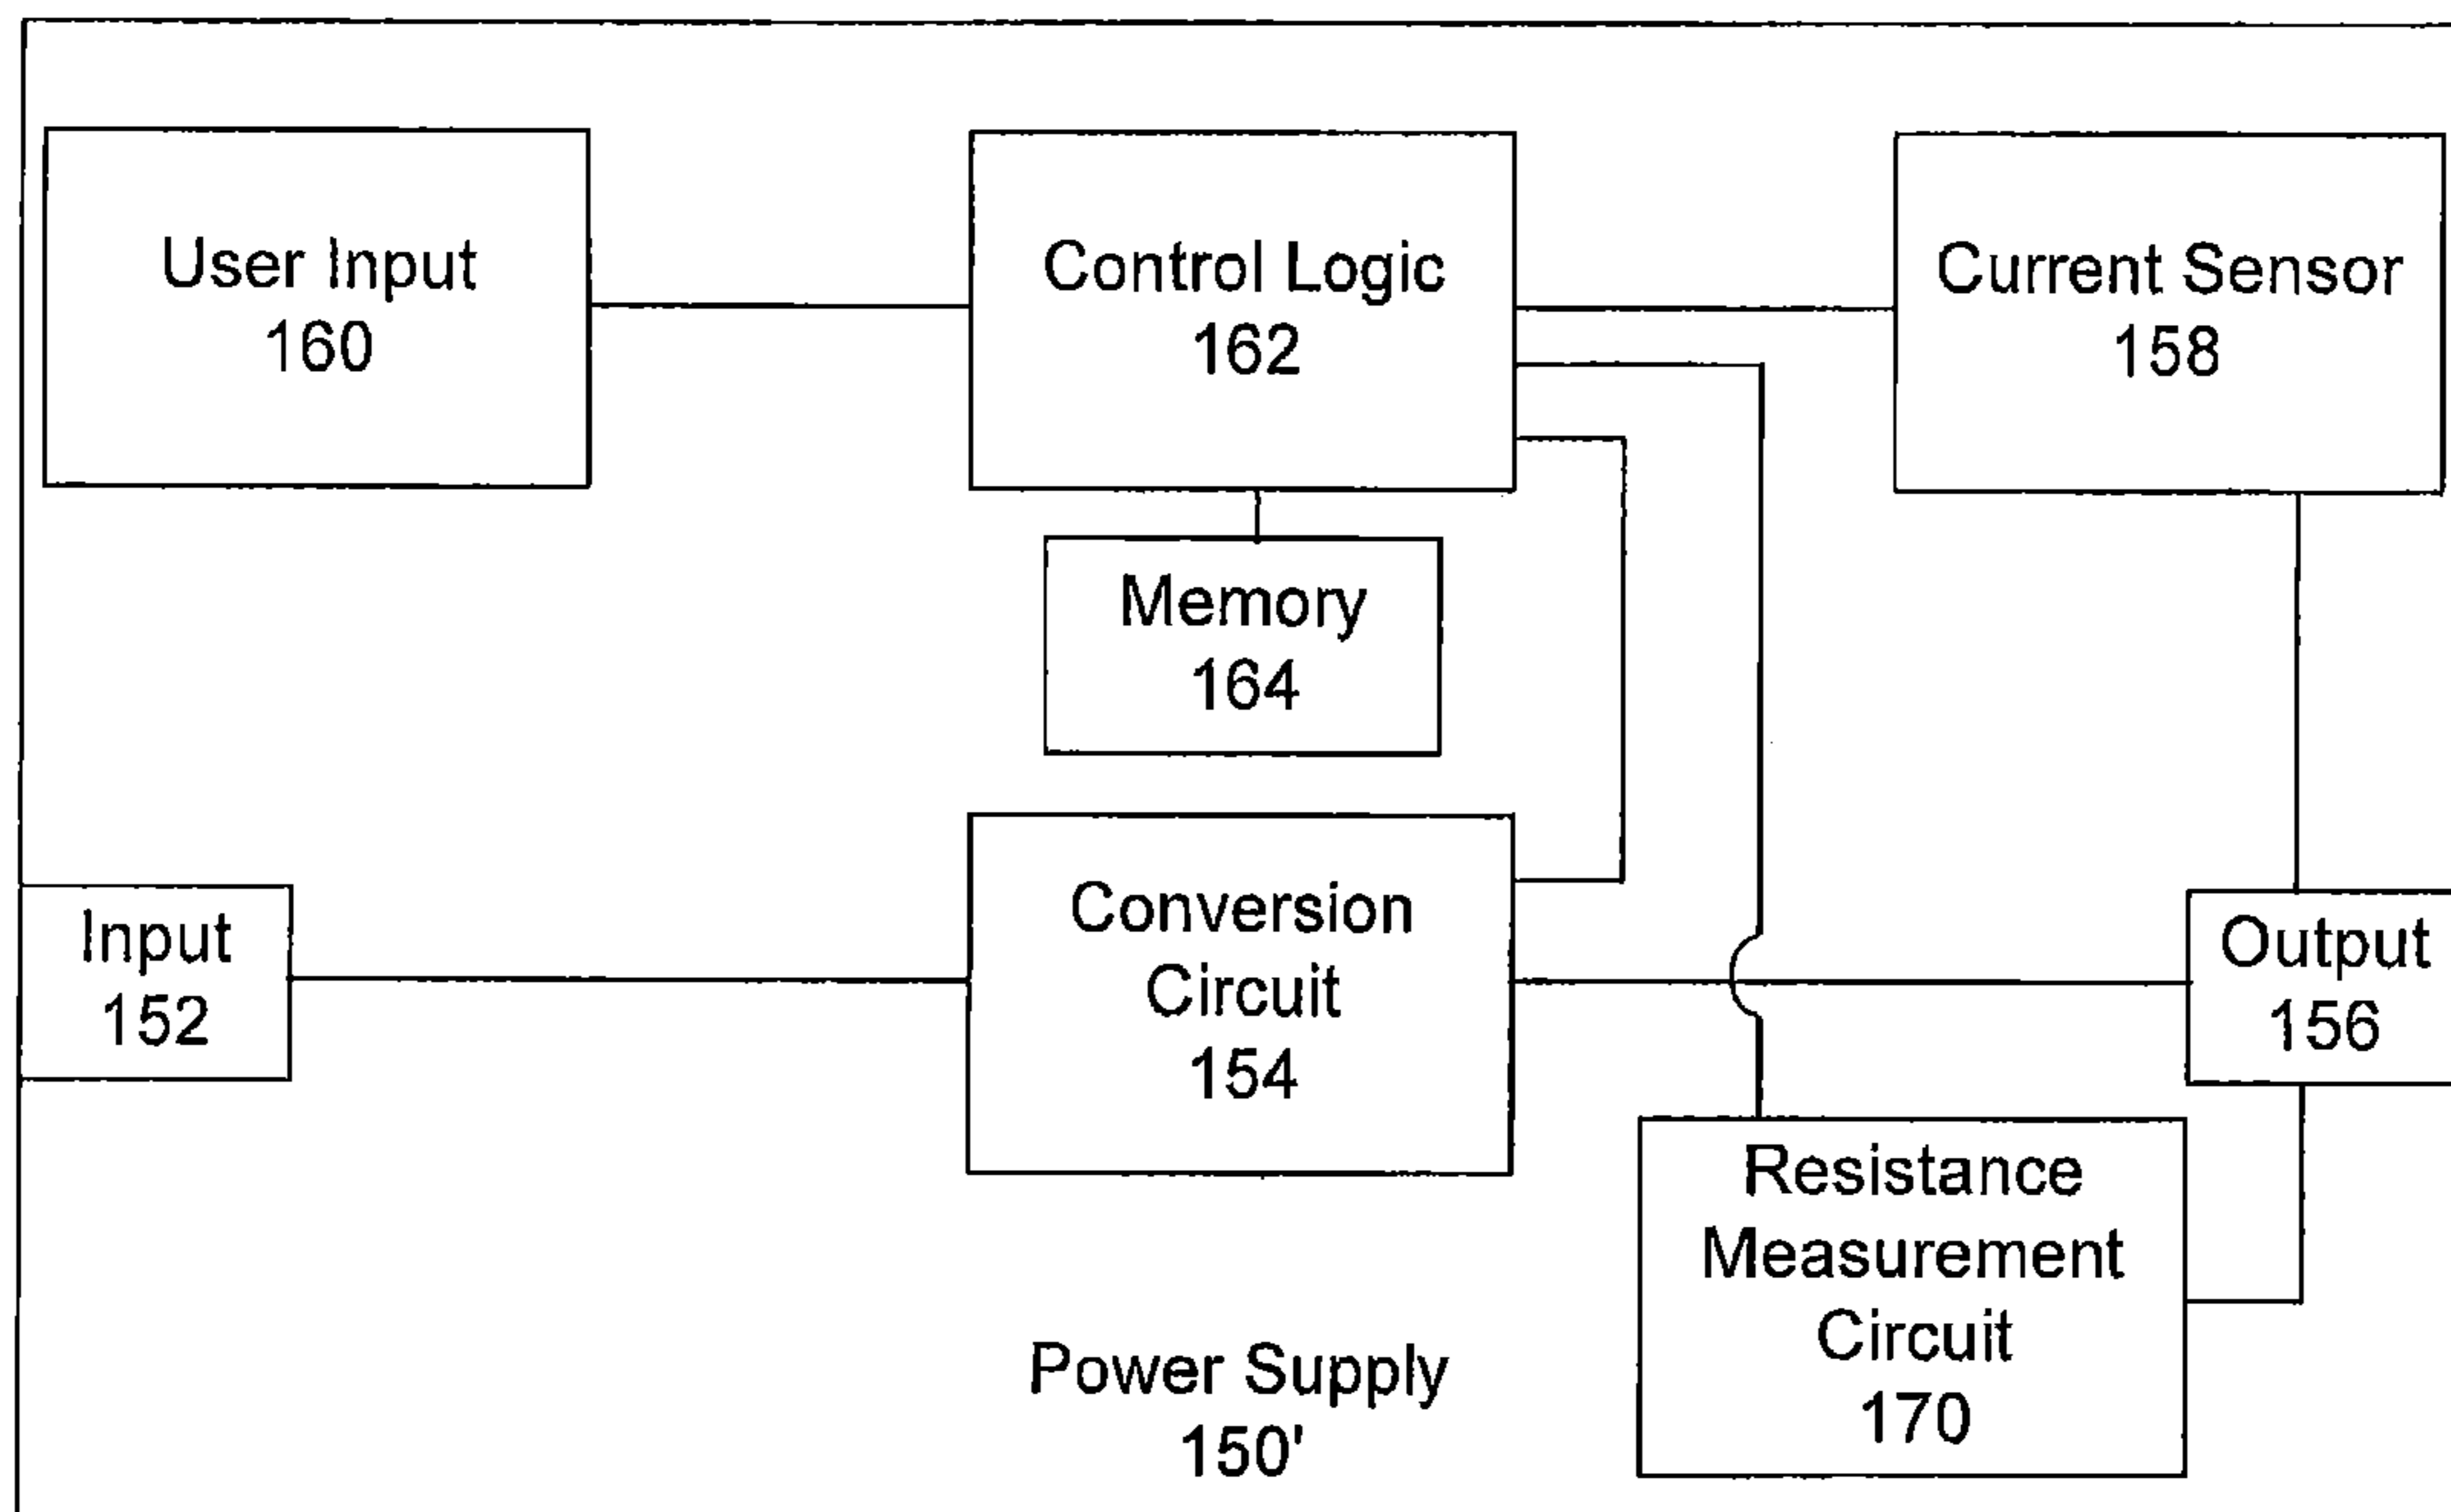 User Input
160
Control Logic
162
Current Sensor
158
Memory
164
Input
152
Conversion
Circuit
154
Output
156
Resistance
Measurement
Circuit
170
Power Supply
150'